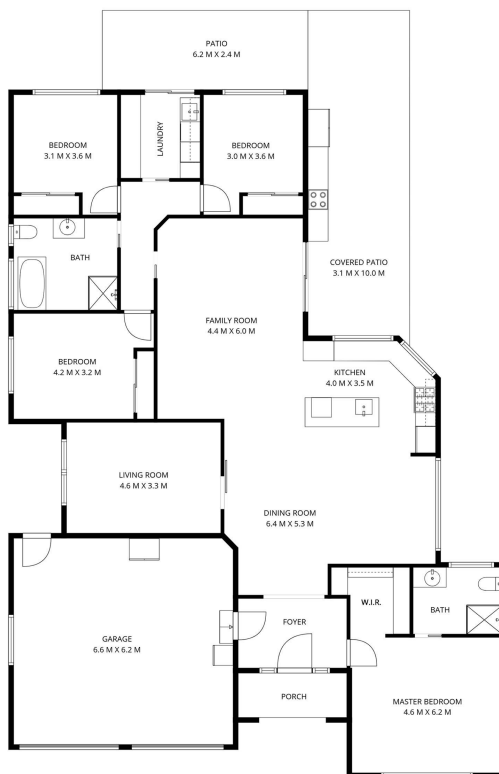 PATIO
6.2 M X 2.4 M
BEDROOM
3.1 M X 3.6 M
LAUNDRY
BEDROOM
3.0 M X 3.6 M
BATH
COVERED PATIO
3.1 M X 10.0 M
FAMILY ROOM
4.4 M X 6.0 M
BEDROOM
4.2 M X 3.2 M
KITCHEN
4.0 M X 3.5 M
LIVING ROOM
4.6 M X 3.3 M
DINING ROOM
6.4 M X 5.3 M
W.I.R.
BATH
FOYER
GARAGE
6.6 M X 6.2 M
PORCH
MASTER BEDROOM
4.6 M X 6.2 M